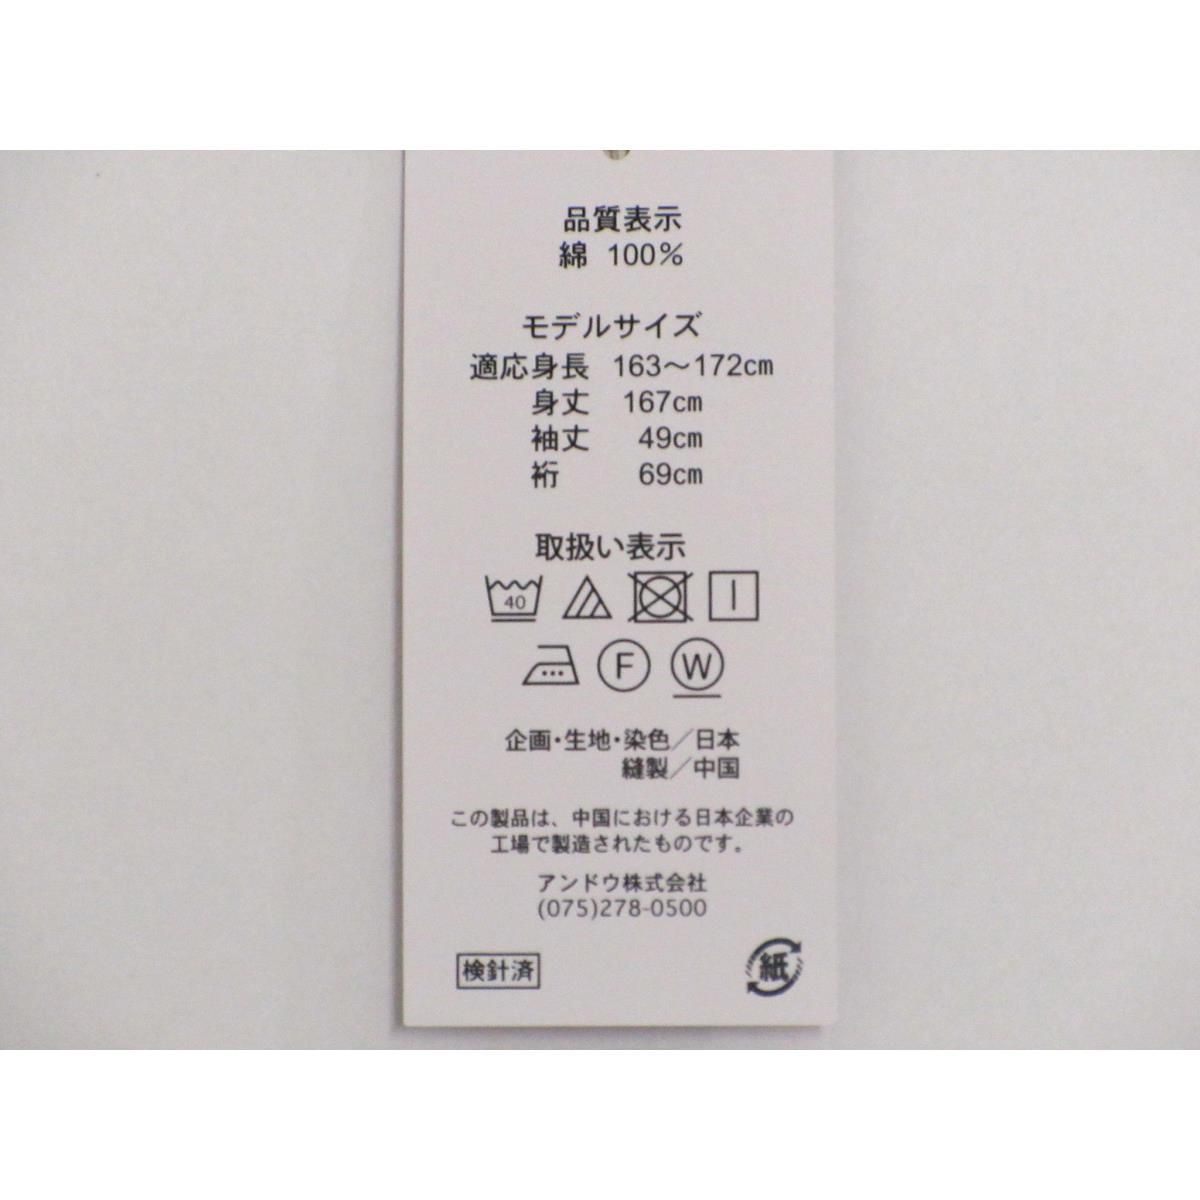 品質表示
綿 100%
モデルサイズ
適応身長 163～172cm
身丈 167cm
袖丈 49cm
裄 69cm
取扱い表示
40
F W
企画・生地・染色／日本
縫製／中国
この製品は、中国における日本企業の
工場で製造されたものです。
アンドウ株式会社
(075)278-0500
検針済
紙